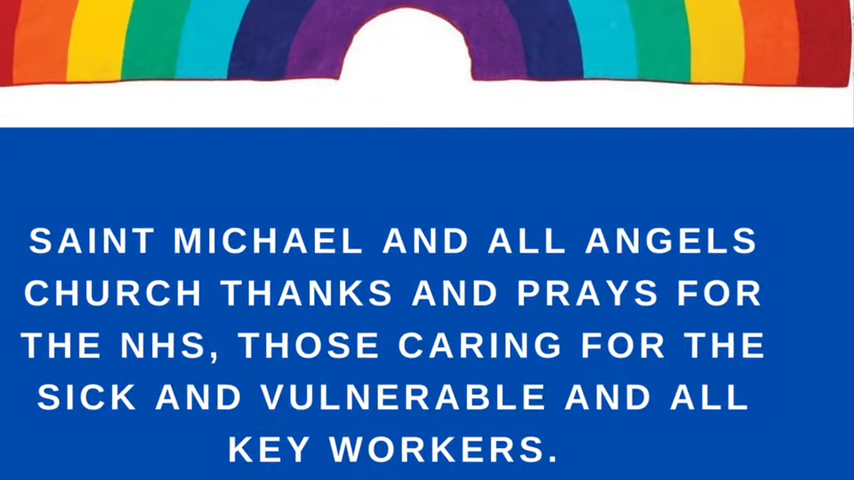 SAINT MICHAEL AND ALL ANGELS
CHURCH THANKS AND PRAYS FOR
THE NHS, THOSE CARING FOR THE
SICK AND VULNERABLE AND ALL
KEY WORKERS.